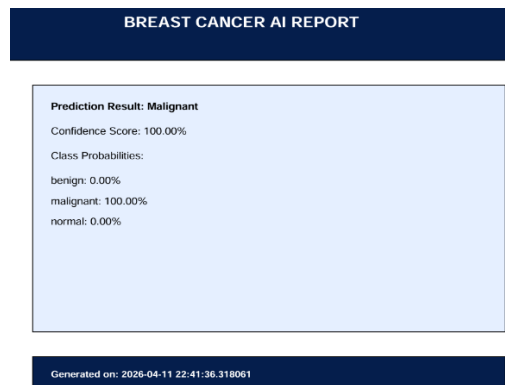 BREAST CANCER AI REPORT
Prediction Result: Malignant
Confidence Score: 100.00%
Class Probabilities:
benign: 0.00%
malignant: 100.00%
normal: 0.00%
Generated on: 2026-04-11 22:41:36.318061